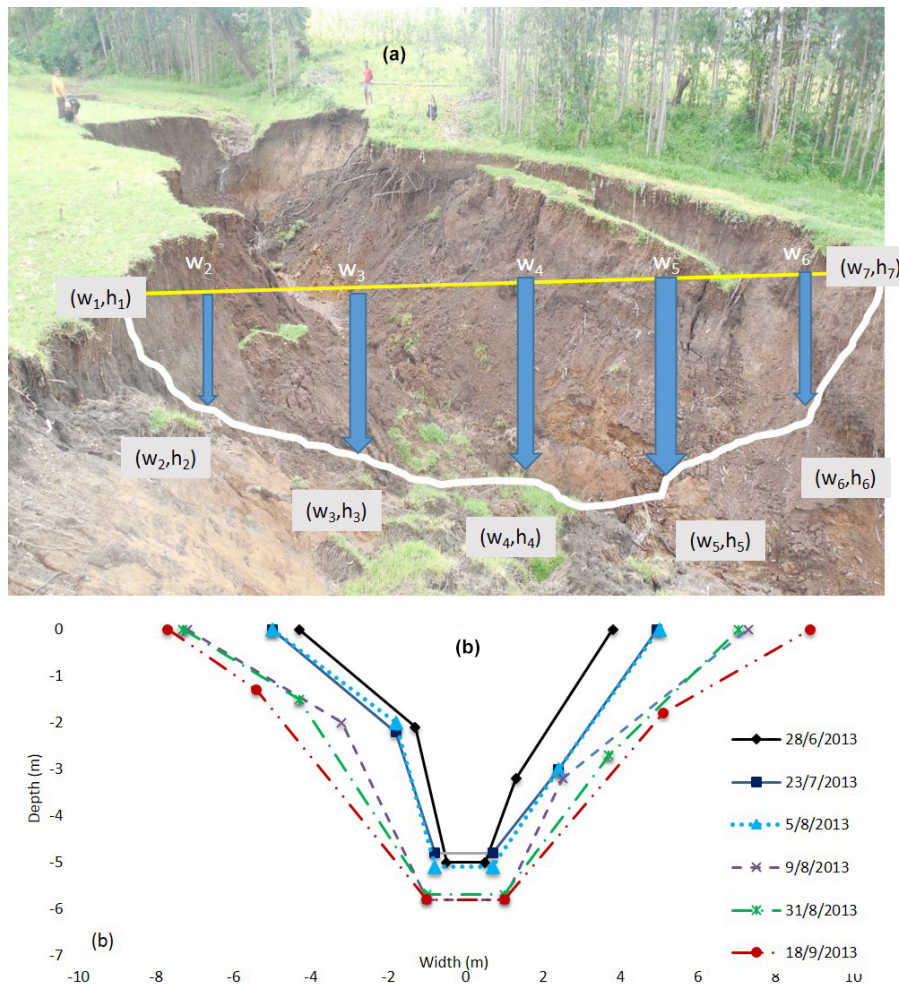 (a)
w₂
w₃
w₄
w₅
w₆
(w₁,h₁)
(w₇,h₇)
(w₂,h₂)
(w₃,h₃)
(w₄,h₄)
(w₅,h₅)
(w₆,h₆)
(b)
0
-1
-2
-3
-4
-5
-6
-7
Depth (m)
28/6/2013
23/7/2013
5/8/2013
9/8/2013
31/8/2013
18/9/2013
(b)
Width (m)
-10 -8 -6 -4 -2 0 2 4 6 8 10